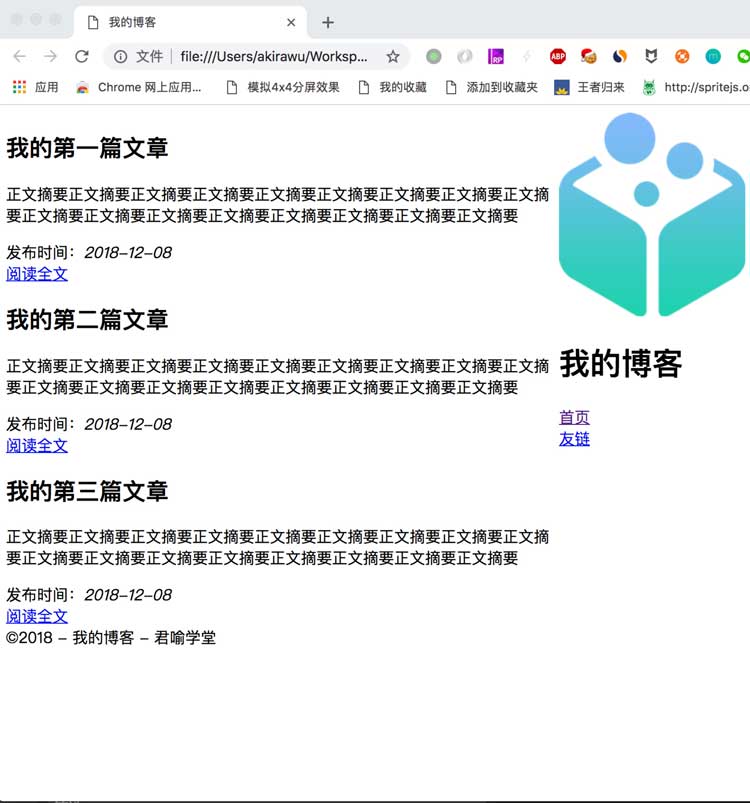 我的博客
文件
file:///Users/akirawu/Worksp...
RP
ABP
m
应用
Chrome 网上应用...
模拟4x4分屏效果
我的收藏
添加到收藏夹
王者归来
http://spritejs.o
我的第一篇文章
正文摘要正文摘要正文摘要正文摘要正文摘要正文摘要正文摘要正文摘要正文摘
要正文摘要正文摘要正文摘要正文摘要正文摘要正文摘要正文摘要正文摘要
发布时间：2018-12-08
阅读全文
我的第二篇文章
正文摘要正文摘要正文摘要正文摘要正文摘要正文摘要正文摘要正文摘要正文摘
要正文摘要正文摘要正文摘要正文摘要正文摘要正文摘要正文摘要正文摘要
发布时间：2018-12-08
阅读全文
我的第三篇文章
正文摘要正文摘要正文摘要正文摘要正文摘要正文摘要正文摘要正文摘要正文摘
要正文摘要正文摘要正文摘要正文摘要正文摘要正文摘要正文摘要正文摘要
发布时间：2018-12-08
阅读全文
©2018 - 我的博客 - 君喻学堂
我的博客
首页
友链